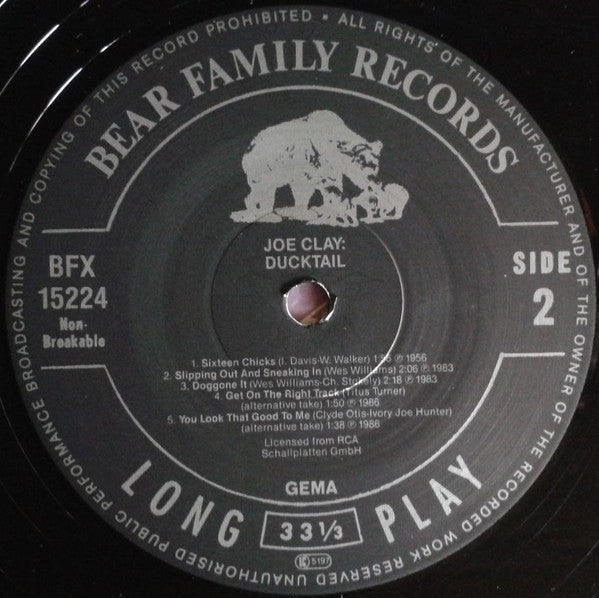 UNAUTHORISED PUBLIC PERFORMANCE BROADCASTING AND COPYING OF THIS RECORD PROHIBITED • ALL RIGHTS OF THE MANUFACTURER AND OF THE OWNER OF THE RECORDED WORK RESERVED
BEAR FAMILY RECORDS
JOE CLAY:
DUCKTAIL
BFX
15224
Non-
Breakable
SIDE
2
1. Sixteen Chicks (I. Davis-W. Walker) 1:56 ℗ 1956
2. Slipping Out And Sneaking In (Wes Williams) 2:06 ℗ 1983
3. Doggone It (Wes Williams-Ch. Stokely) 2:18 ℗ 1983
4. Get On The Right Track (Titus Turner)
(alternative take) 1:50 ℗ 1986
5. You Look That Good To Me (Clyde Otis-Ivory Joe Hunter)
(alternative take) 1:38 ℗ 1986
Licensed from RCA
Schallplatten GmbH
GEMA
LONG 33⅓ PLAY
LC 5197